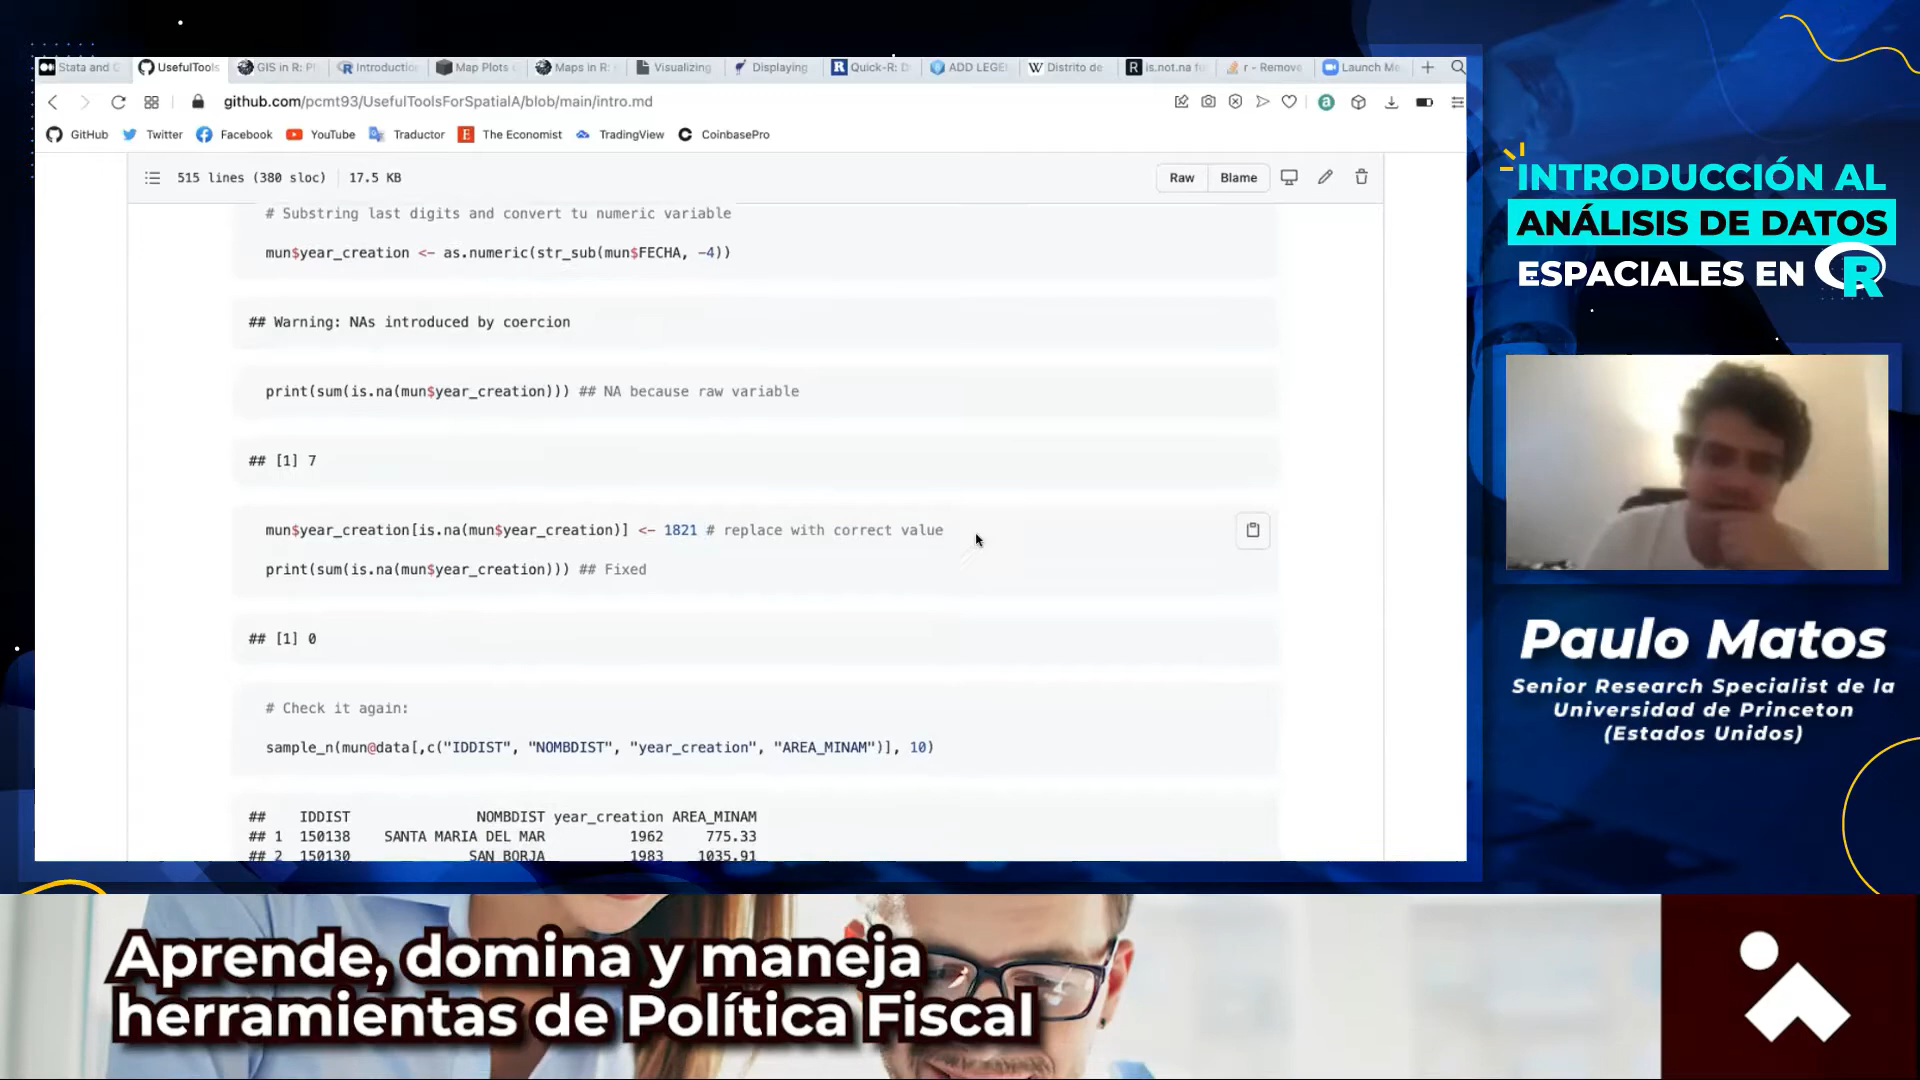 Stata and C
UsefulTools
GIS in R: Pl
Introduction
Map Plots
Maps in R:
Visualizing
Displaying
Quick-R: D
ADD LEGE
Distrito de
is.not.na fu
r - Remove
Launch Me
github.com/pcmt93/UsefulToolsForSpatialA/blob/main/intro.md
GitHub
Twitter
Facebook
YouTube
Traductor
The Economist
TradingView
CoinbasePro
515 lines (380 sloc)
17.5 KB
Raw
Blame
# Substring last digits and convert tu numeric variable
mun$year_creation <- as.numeric(str_sub(mun$FECHA, -4))
## Warning: NAs introduced by coercion
print(sum(is.na(mun$year_creation))) ## NA because raw variable
## [1] 7
mun$year_creation[is.na(mun$year_creation)] <- 1821 # replace with correct value
print(sum(is.na(mun$year_creation))) ## Fixed
## [1] 0
# Check it again:
sample_n(mun@data[,c("IDDIST", "NOMBDIST", "year_creation", "AREA_MINAM")], 10)
## IDDIST NOMBDIST year_creation AREA_MINAM
## 1 150138 SANTA MARIA DEL MAR 1962 775.33
## 2 150130 SAN BORJA 1983 1035.91
INTRODUCCIÓN AL
ANÁLISIS DE DATOS
ESPACIALES EN R
Paulo Matos
Senior Research Specialist de la
Universidad de Princeton
(Estados Unidos)
Aprende, domina y maneja
herramientas de Política Fiscal